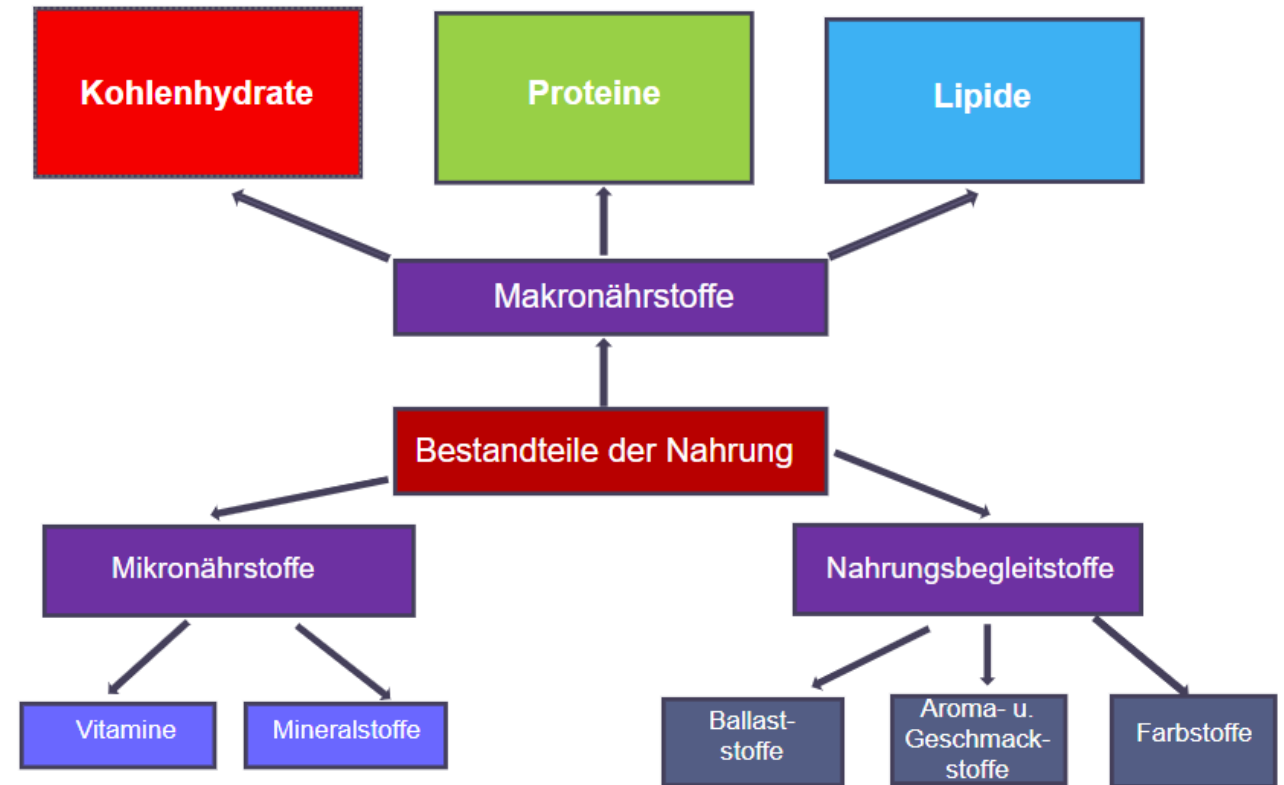 Kohlenhydrate
Proteine
Lipide
Makronährstoffe
Bestandteile der Nahrung
Mikronährstoffe
Nahrungsbegleitstoffe
Vitamine
Mineralstoffe
Ballast-
stoffe
Aroma- u.
Geschmack-
stoffe
Farbstoffe